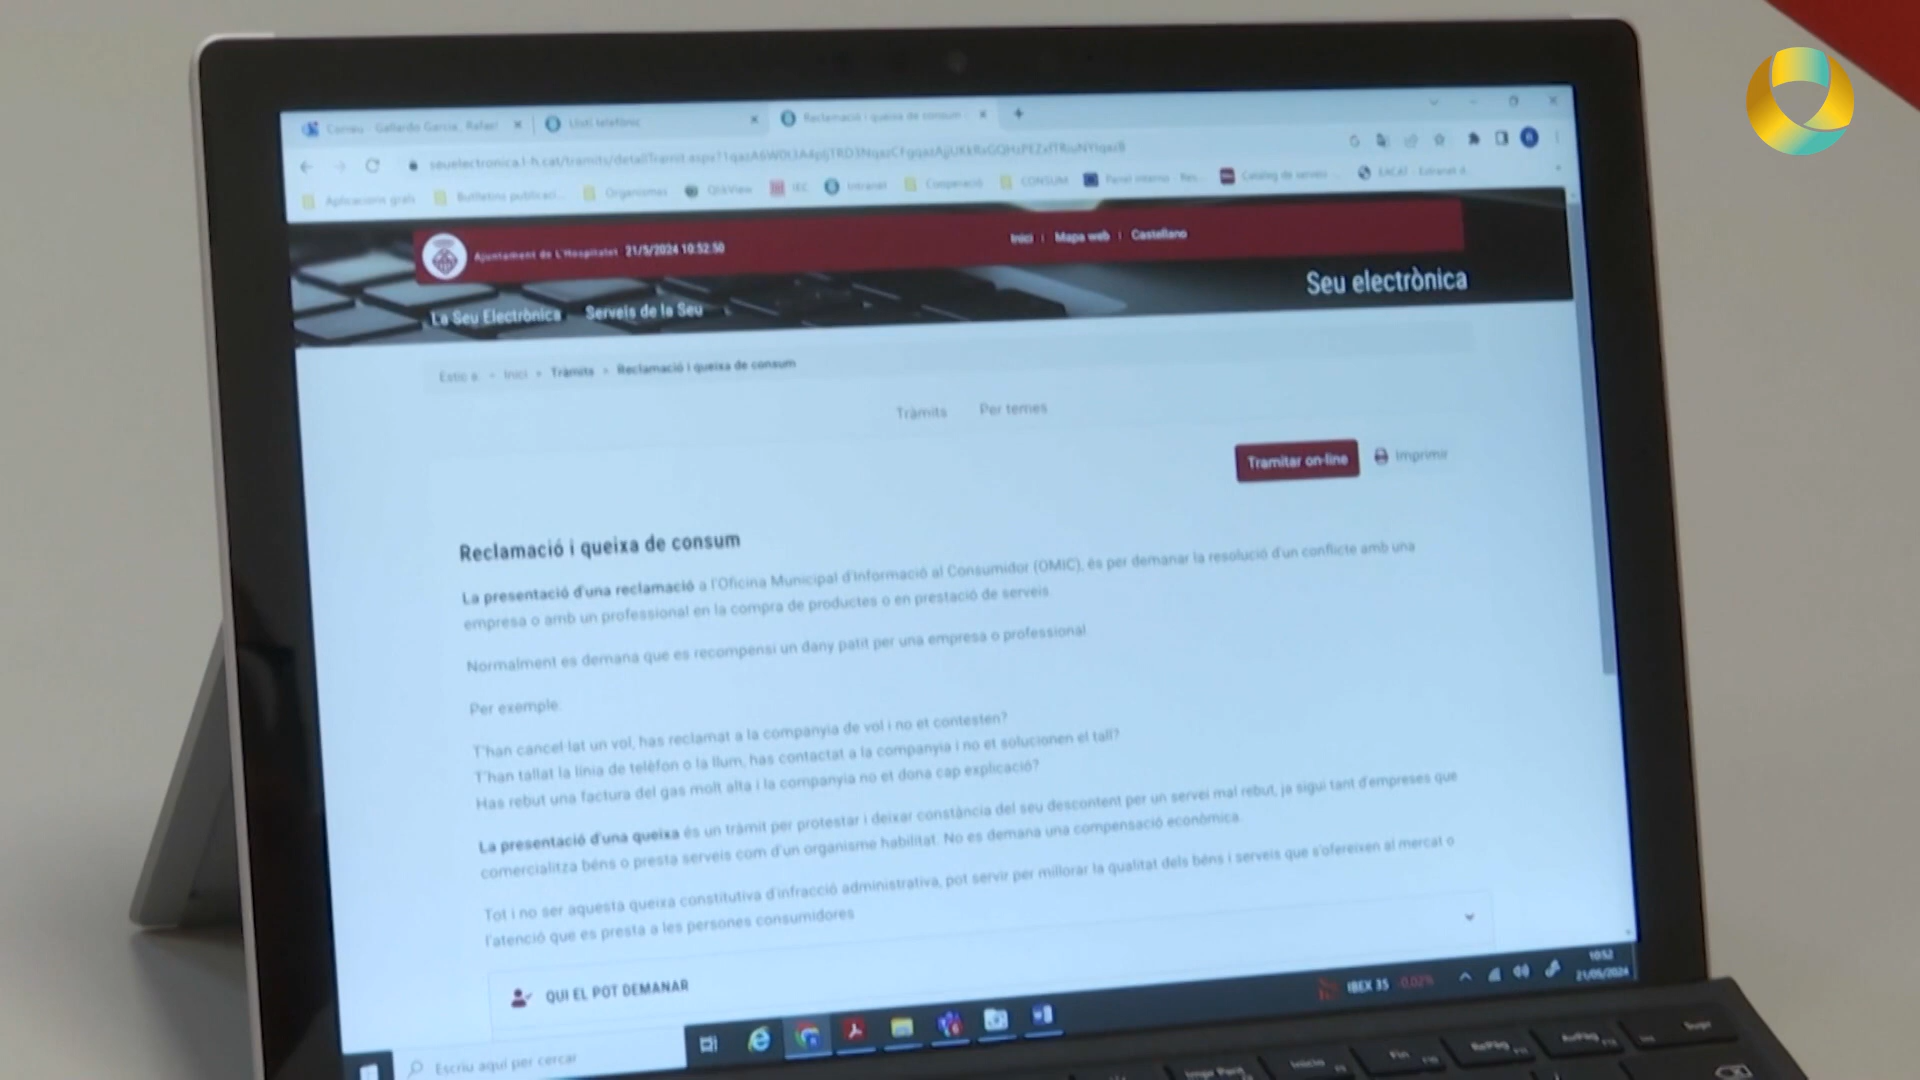 Correu - Gallardo Garcia, Rafael
Llistí telefònic
Reclamació i queixa de consum
Aplicacions grals
Butlletins publicaci...
Organismes
QlikView
IEC
Intranet
Cooperació
CONSUM
Catàleg de serveis
EACAT - Extranet d
Ajuntament de L'Hospitalet 21/5/2024 10:52:50
Inici | Mapa web | Castellano
Seu electrònica
La Seu Electrònica Serveis de la Seu
Estic a: Inici Tràmits Reclamació i queixa de consum
Tràmits Per temes
Tramitar on-line Imprimir
Reclamació i queixa de consum
La presentació d'una reclamació a l'Oficina Municipal d'Informació al Consumidor (OMIC), és per demanar la resolució d'un conflicte amb una
empresa o amb un professional en la compra de productes o en prestació de serveis.
Normalment es demana que es recompensi un dany patit per una empresa o professional.
Per exemple:
T'han cancel·lat un vol, has reclamat a la companyia de vol i no et contesten?
T'han tallat la línia de telèfon o la llum, has contactat a la companyia i no et solucionen el tall?
Has rebut una factura del gas molt alta i la companyia no et dona cap explicació?
La presentació d'una queixa és un tràmit per protestar i deixar constància del seu descontent per un servei mal rebut, ja sigui tant d'empreses que
comercialitza béns o presta serveis com d'un organisme habilitat. No es demana una compensació econòmica.
Tot i no ser aquesta queixa constitutiva d'infracció administrativa, pot servir per millorar la qualitat dels béns i serveis que s'ofereixen al mercat o
l'atenció que es presta a les persones consumidores
QUI EL POT DEMANAR
Escriu aquí per cercar
IBEX 35 -0,02%
10:52
21/05/2024
Inicio
Fin
RePág
AvPág
Supr